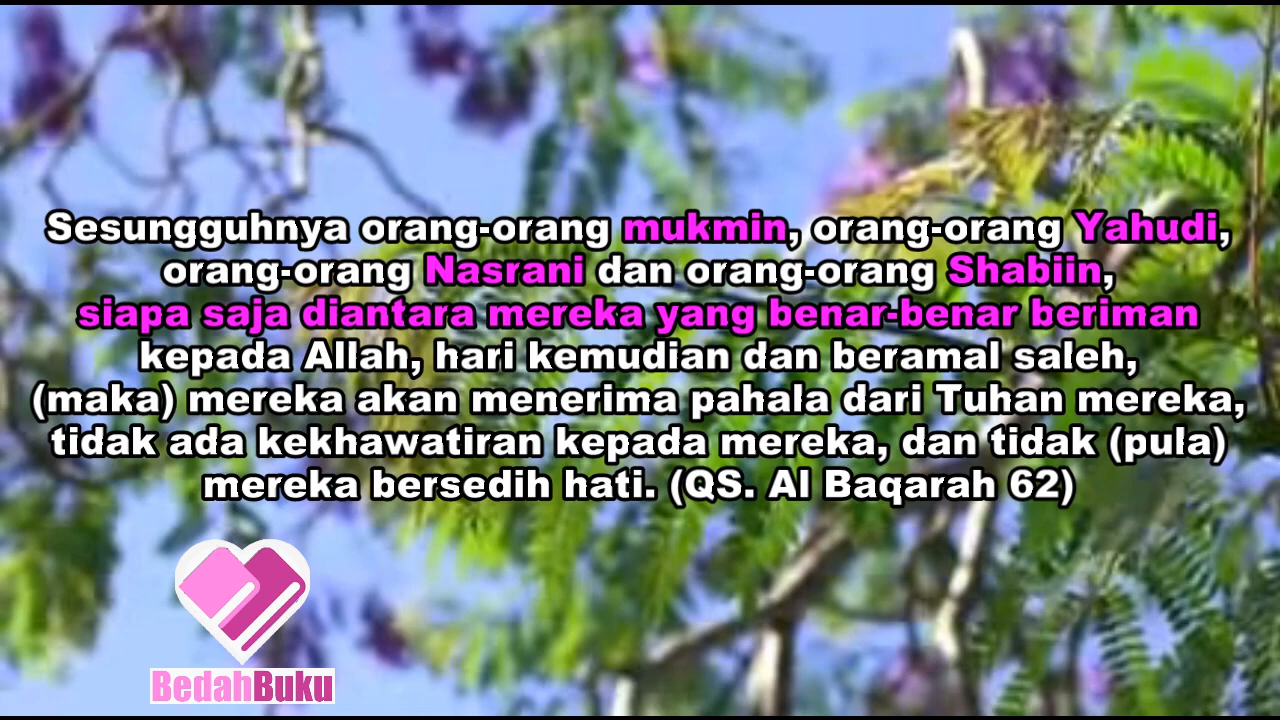 Sesungguhnya orang-orang mukmin, orang-orang Yahudi,
orang-orang Nasrani dan orang-orang Shabiin,
siapa saja diantara mereka yang benar-benar beriman
kepada Allah, hari kemudian dan beramal saleh,
(maka) mereka akan menerima pahala dari Tuhan mereka,
tidak ada kekhawatiran kepada mereka, dan tidak (pula)
mereka bersedih hati. (QS. Al Baqarah 62)
BedahBuku